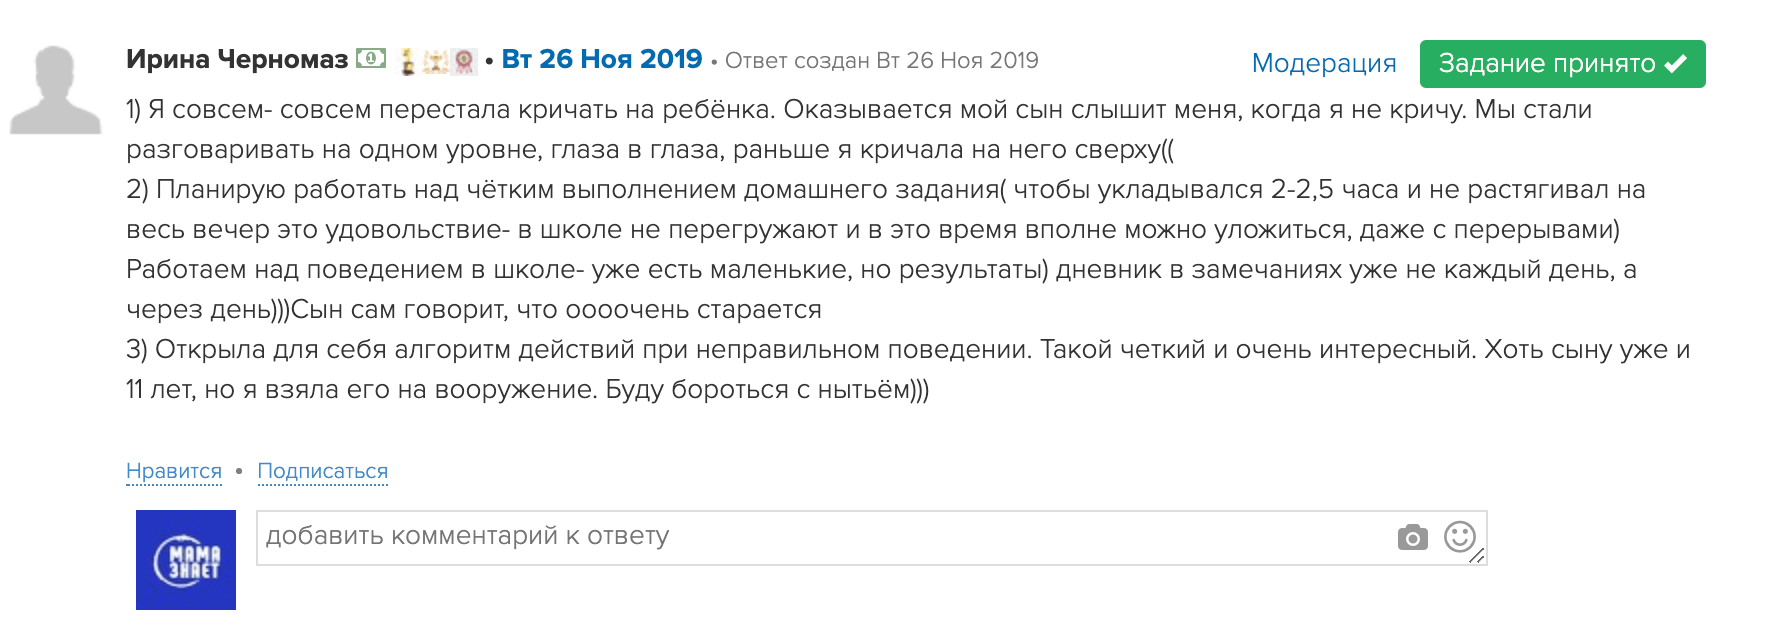 Ирина Черномаз • Вт 26 Ноя 2019 • Ответ создан Вт 26 Ноя 2019 Модерация Задание принято ✔
1) Я совсем- совсем перестала кричать на ребёнка. Оказывается мой сын слышит меня, когда я не кричу. Мы стали
разговаривать на одном уровне, глаза в глаза, раньше я кричала на него сверху((
2) Планирую работать над чётким выполнением домашнего задания( чтобы укладывался 2-2,5 часа и не растягивал на
весь вечер это удовольствие- в школе не перегружают и в это время вполне можно уложиться, даже с перерывами)
Работаем над поведением в школе- уже есть маленькие, но результаты) дневник в замечаниях уже не каждый день, а
через день)))Сын сам говорит, что оооочень старается
3) Открыла для себя алгоритм действий при неправильном поведении. Такой четкий и очень интересный. Хоть сыну уже и
11 лет, но я взяла его на вооружение. Буду бороться с нытьём)))
Нравится • Подписаться
добавить комментарий к ответу
МАМА
ЗНАЕТ